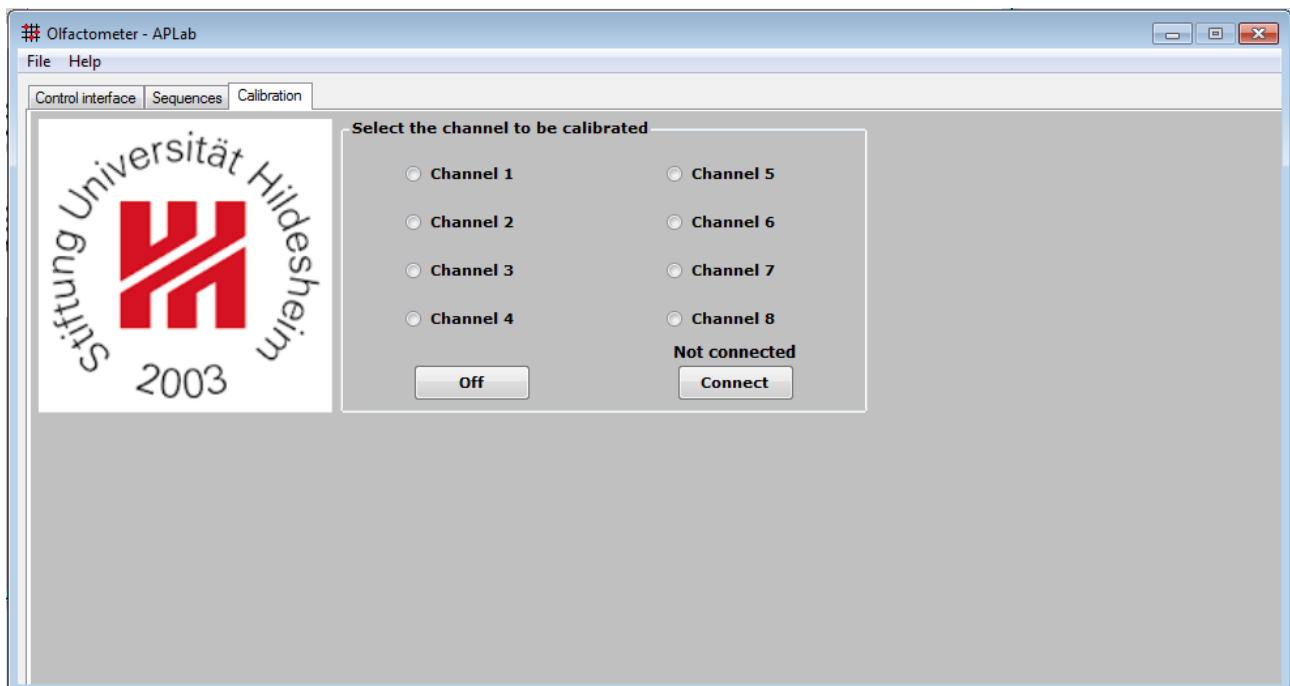 Olfactometer - APLab
File Help
Control interface Sequences Calibration
Stiftung Universität Hildesheim
2003
Select the channel to be calibrated
Channel 1 Channel 5
Channel 2 Channel 6
Channel 3 Channel 7
Channel 4 Channel 8
Not connected
Off Connect